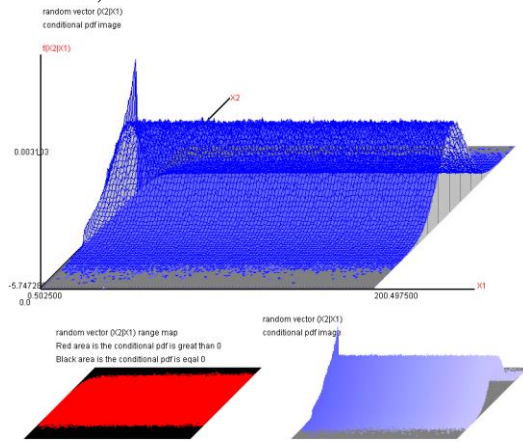 random vector (X2|X1)
conditional pdf image
f(X2|X1)
X2
0.003133
-5.74728
0.502500
200.497500
X1
0.0
random vector (X2|X1) range map
Red area is the conditional pdf is great than 0
Black area is the conditional pdf is eqal 0
random vector (X2|X1)
conditional pdf image